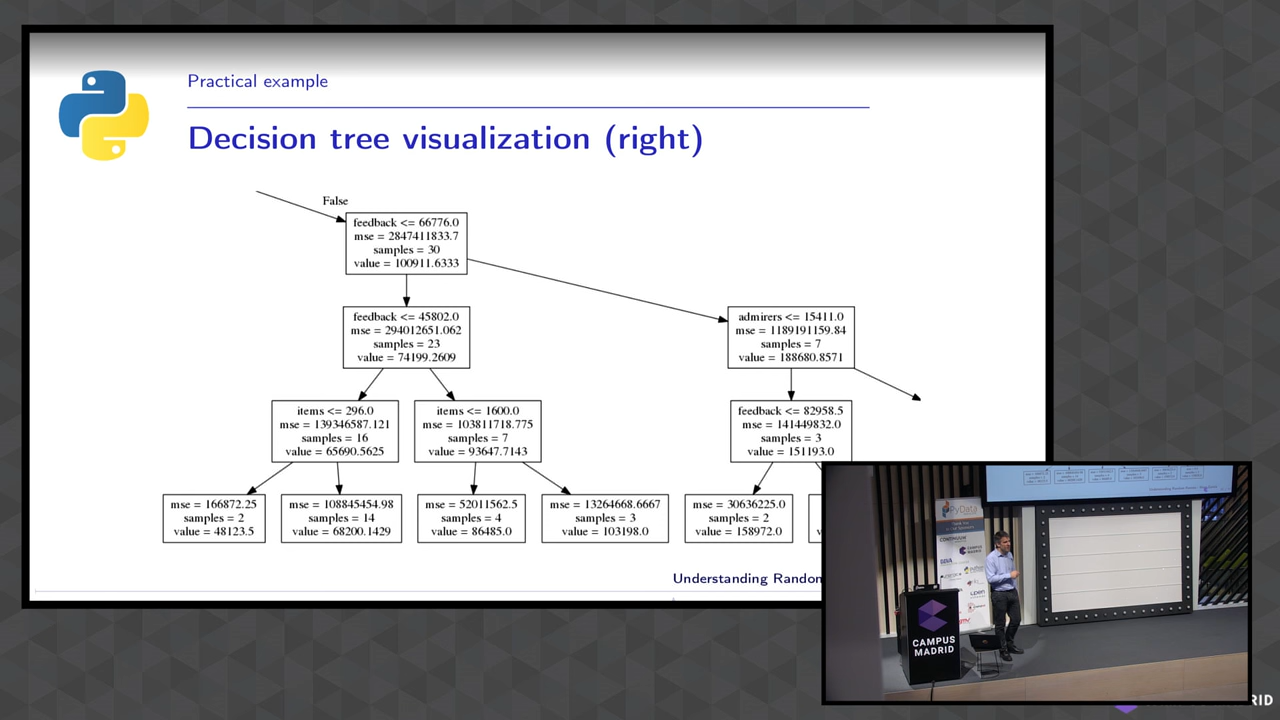 Practical example
Decision tree visualization (right)
False
feedback <= 66776.0
mse = 2847411833.7
samples = 30
value = 100911.6333
feedback <= 45802.0
mse = 294012651.062
samples = 23
value = 74199.2609
admirers <= 15411.0
mse = 1189191159.84
samples = 7
value = 188680.8571
items <= 296.0
mse = 139346587.121
samples = 16
value = 65690.5625
items <= 1600.0
mse = 103811718.775
samples = 7
value = 93647.7143
feedback <= 82958.5
mse = 141449832.0
samples = 3
value = 151193.0
mse = 166872.25
samples = 2
value = 48123.5
mse = 108845454.98
samples = 14
value = 68200.1429
mse = 52011562.5
samples = 4
value = 86485.0
mse = 13264668.6667
samples = 3
value = 103198.0
mse = 30636225.0
samples = 2
value = 158972.0
Understanding Random
PyData
CONTINUUM
CAMPUS
MADRID
BBVA
CAMPUS
MADRID
RID